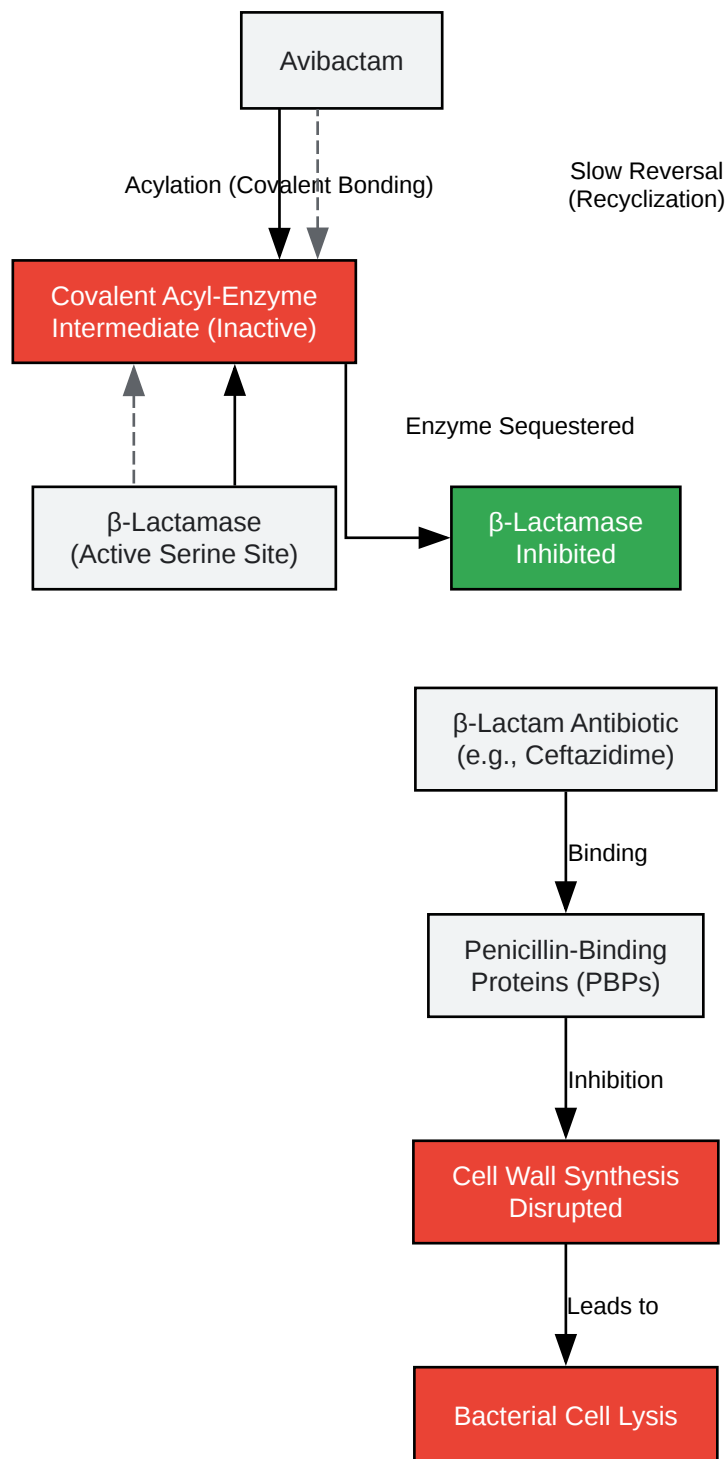 Avibactam
Acylation (Covalent Bonding)
Slow Reversal
(Recyclization)
Covalent Acyl-Enzyme
Intermediate (Inactive)
Enzyme Sequestered
β-Lactamase
(Active Serine Site)
β-Lactamase
Inhibited
β-Lactam Antibiotic
(e.g., Ceftazidime)
Binding
Penicillin-Binding
Proteins (PBPs)
Inhibition
Cell Wall Synthesis
Disrupted
Leads to
Bacterial Cell Lysis